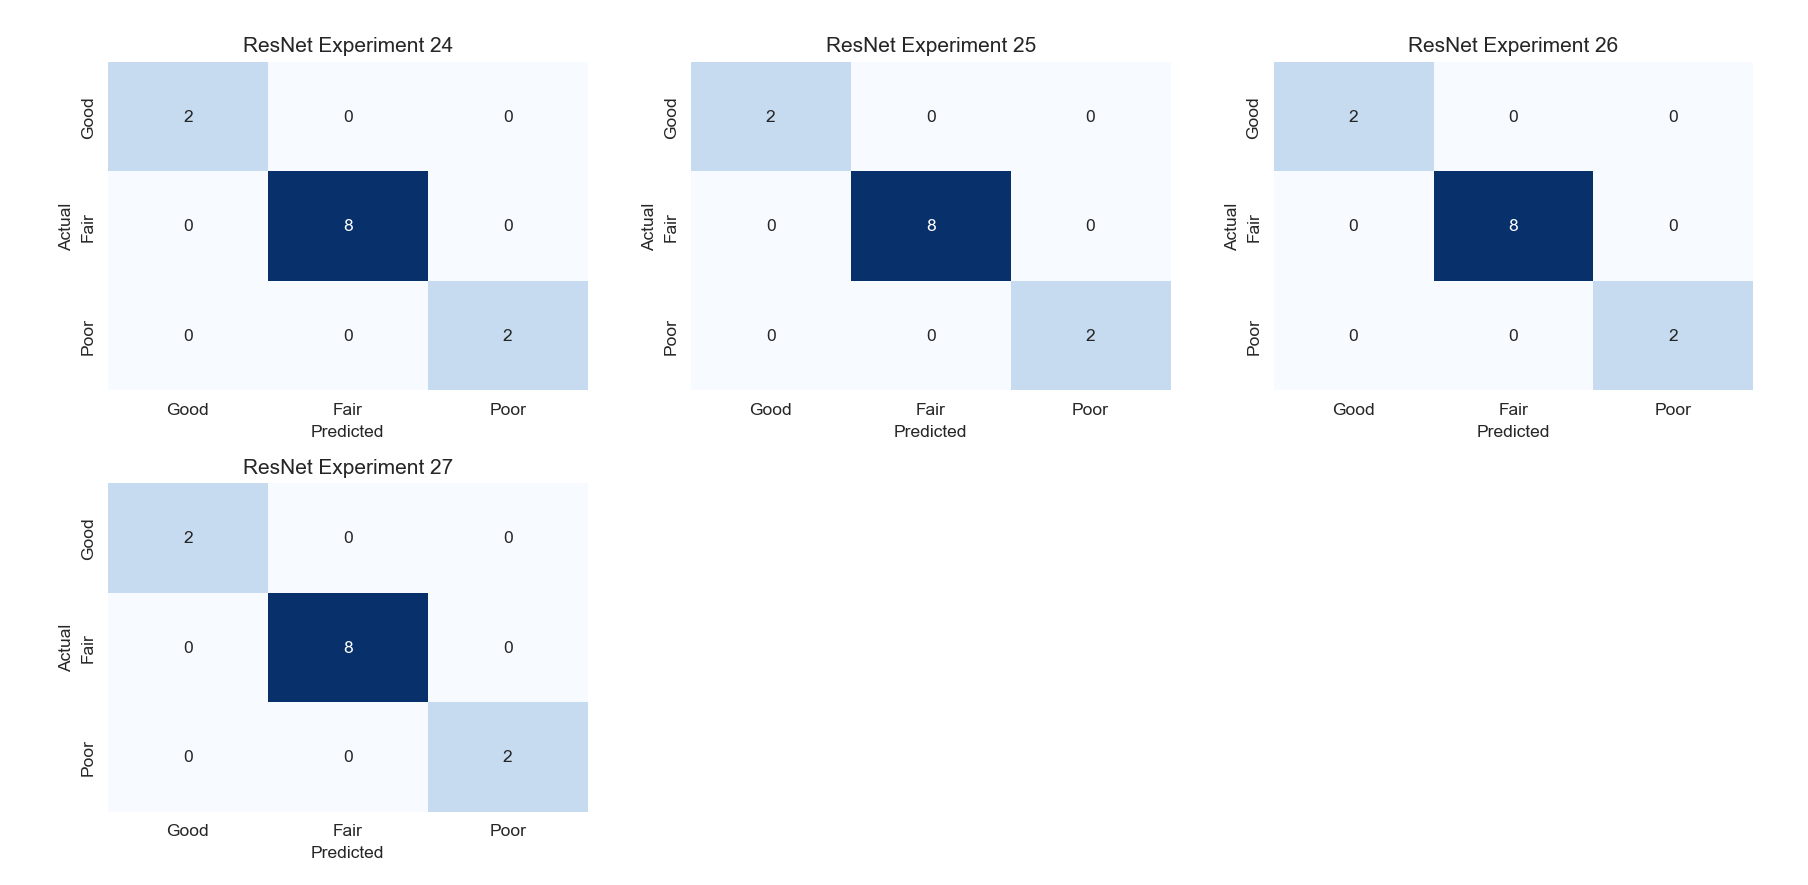 ResNet Experiment 24
Good 2 0 0
Actual
Fair 0 8 0
Poor 0 0 2
Good Fair Poor
Predicted
ResNet Experiment 25
Good 2 0 0
Actual
Fair 0 8 0
Poor 0 0 2
Good Fair Poor
Predicted
ResNet Experiment 26
Good 2 0 0
Actual
Fair 0 8 0
Poor 0 0 2
Good Fair Poor
Predicted
ResNet Experiment 27
Good 2 0 0
Actual
Fair 0 8 0
Poor 0 0 2
Good Fair Poor
Predicted